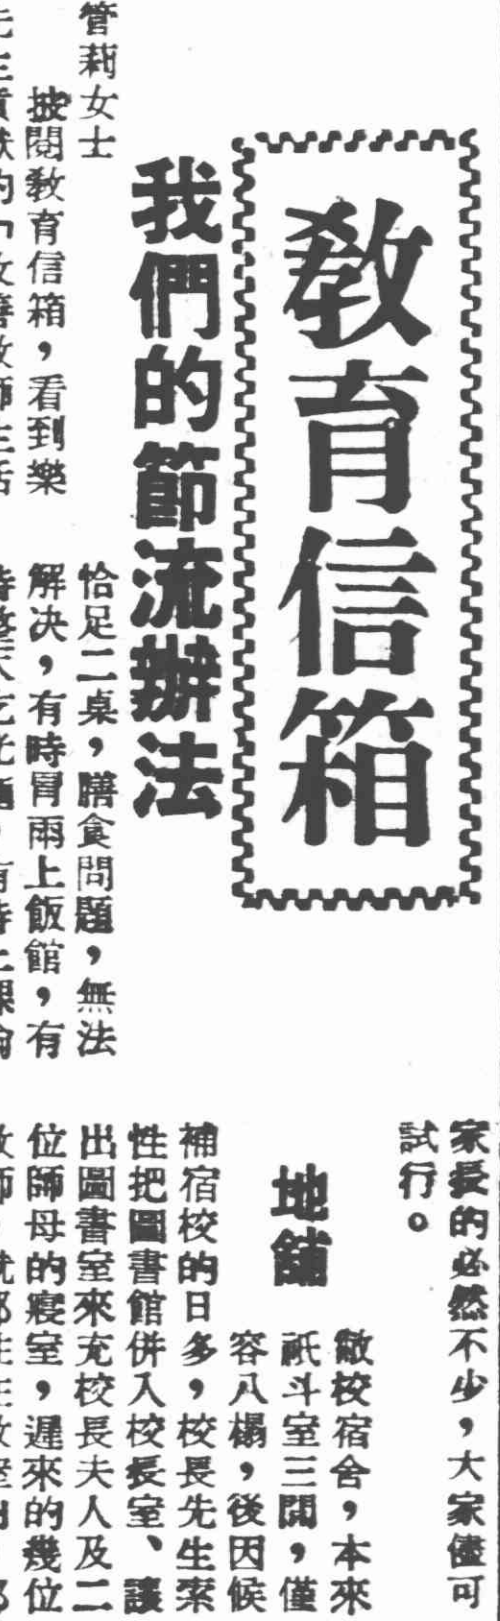 教育信箱
我們的節流辦法
管莉女士
披閱教育信箱，看到樂
恰足二桌，膳食問題，無法
解决，有時冒雨上飯館，有
家長的必然不少，大家儘可
試行。
地舖
敝校宿舍，本來
祇斗室三間，僅
容八榻，後因候
補宿校的日多，校長先生索
性把圖書館併入校長室、讓
出圖書室來充校長夫人及二
位師母的寢室，遲來的幾位